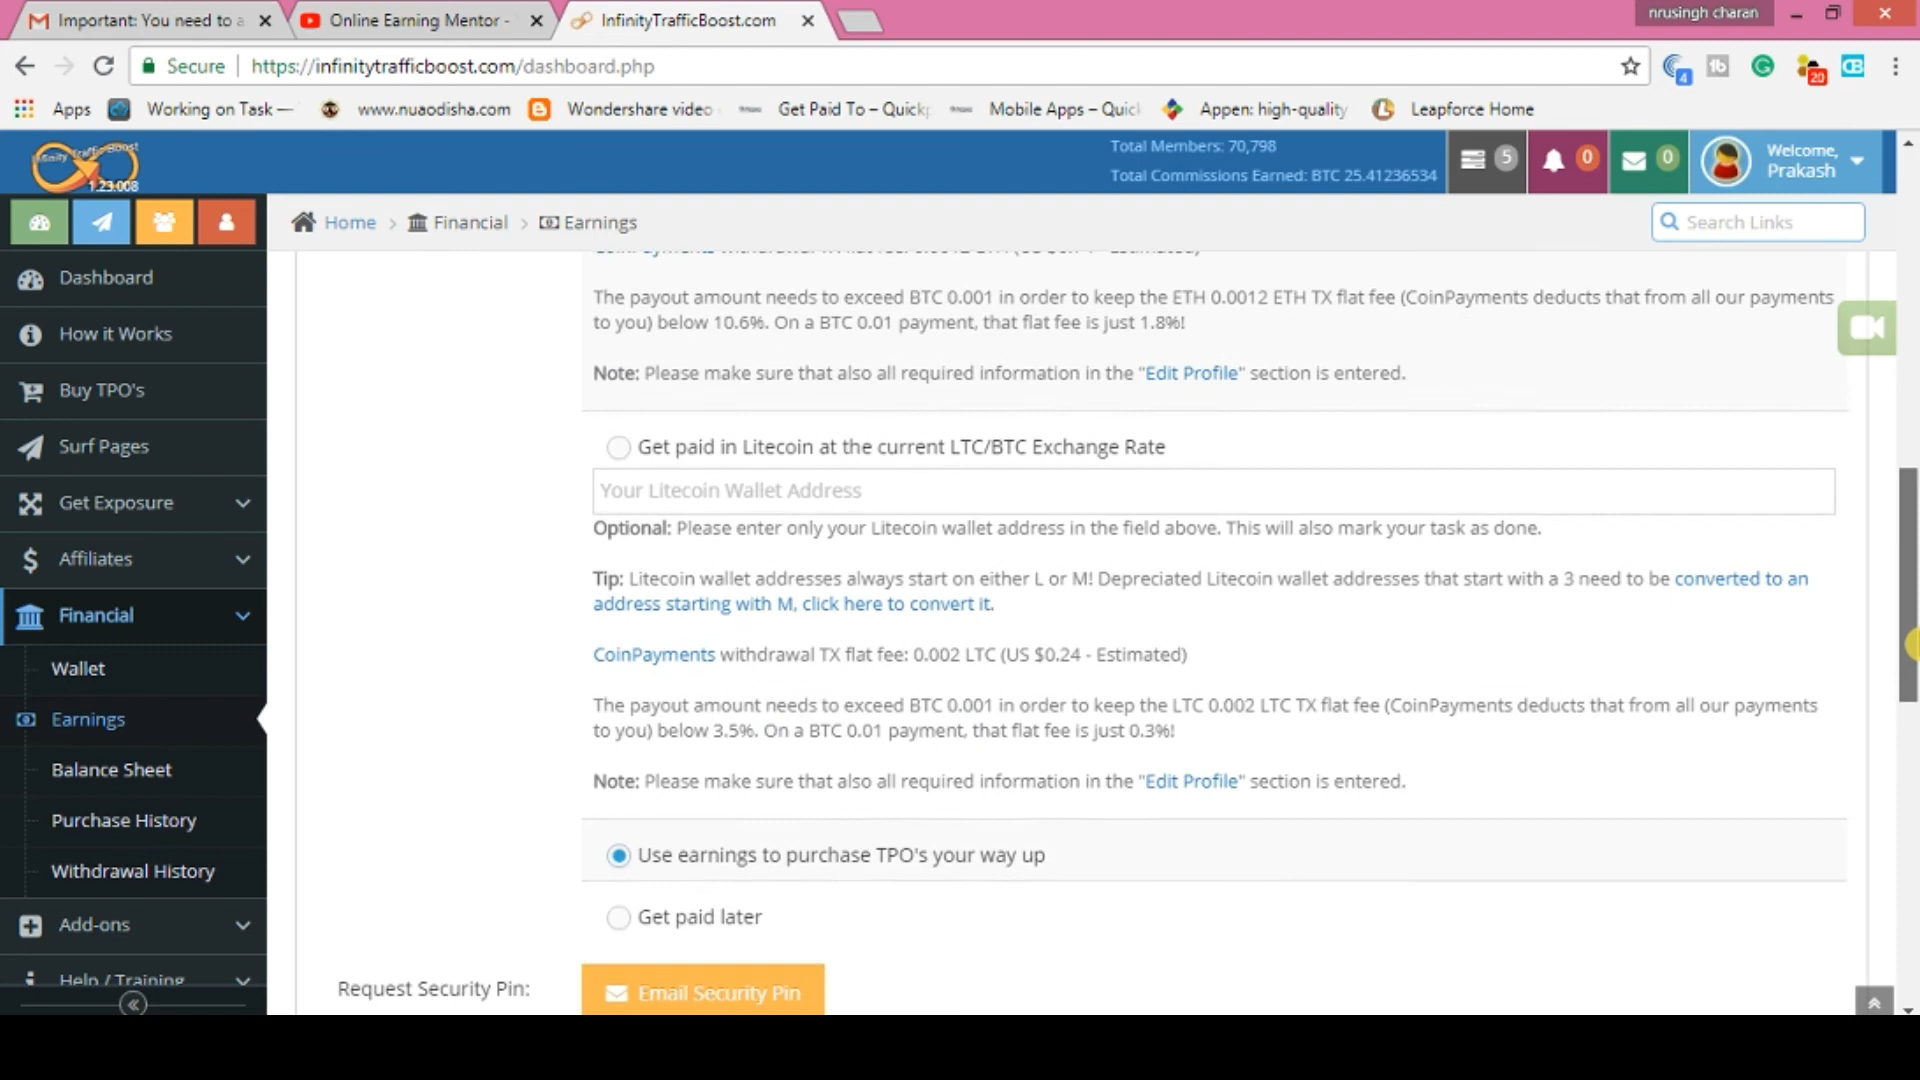 Important: You need to a
Online Earning Mentor -
InfinityTrafficBoost.com
nrusingh charan
Secure
https://infinitytrafficboost.com/dashboard.php
4
20
Apps
Working on Task —
www.nuaodisha.com
Wondershare video
Get Paid To – Quick
Mobile Apps – Quic
Appen: high-quality
Leapforce Home
Infinity Traffic Boost
1.23.008
Total Members: 70,798
Total Commissions Earned: BTC 25.41236534
5
0
0
Welcome,
Prakash
Home
Financial
Earnings
Search Links
Dashboard
How it Works
Buy TPO's
Surf Pages
Get Exposure
Affiliates
Financial
Wallet
Earnings
Balance Sheet
Purchase History
Withdrawal History
Add-ons
Help / Training
The payout amount needs to exceed BTC 0.001 in order to keep the ETH 0.0012 ETH TX flat fee (CoinPayments deducts that from all our payments
to you) below 10.6%. On a BTC 0.01 payment, that flat fee is just 1.8%!
Note: Please make sure that also all required information in the "Edit Profile" section is entered.
Get paid in Litecoin at the current LTC/BTC Exchange Rate
Your Litecoin Wallet Address
Optional: Please enter only your Litecoin wallet address in the field above. This will also mark your task as done.
Tip: Litecoin wallet addresses always start on either L or M! Depreciated Litecoin wallet addresses that start with a 3 need to be converted to an
address starting with M, click here to convert it.
CoinPayments withdrawal TX flat fee: 0.002 LTC (US $0.24 - Estimated)
The payout amount needs to exceed BTC 0.001 in order to keep the LTC 0.002 LTC TX flat fee (CoinPayments deducts that from all our payments
to you) below 3.5%. On a BTC 0.01 payment, that flat fee is just 0.3%!
Note: Please make sure that also all required information in the "Edit Profile" section is entered.
Use earnings to purchase TPO's your way up
Get paid later
Request Security Pin:
Email Security Pin